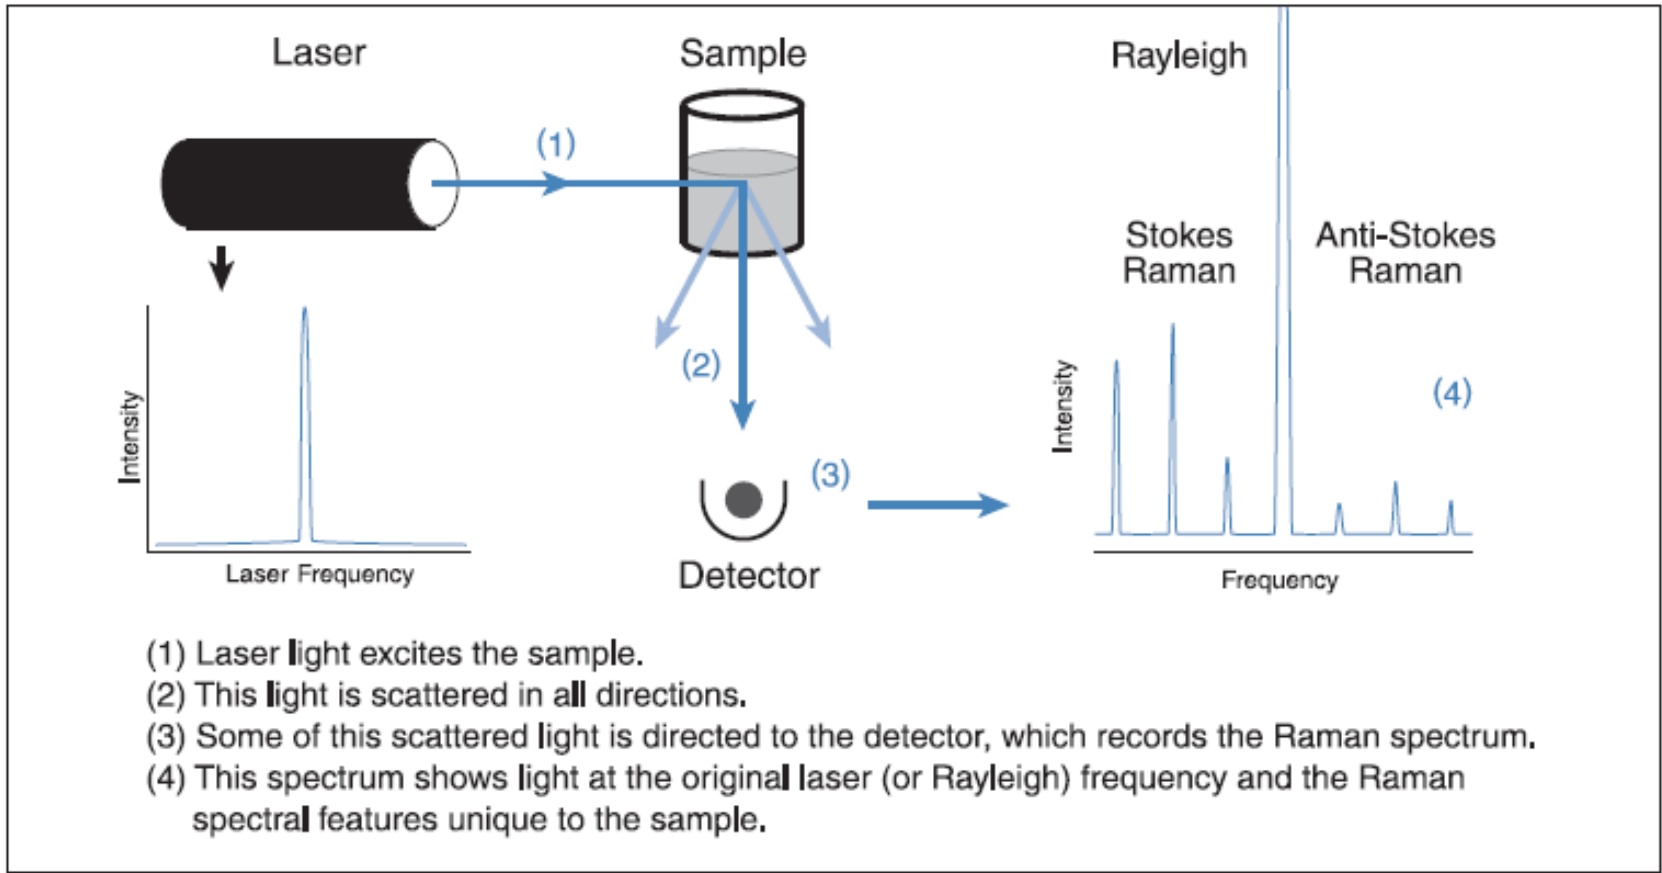 Laser
Sample
Rayleigh
(1)
Stokes
Raman
Anti-Stokes
Raman
(2)
Intensity
Laser Frequency
(3)
Detector
Intensity
(4)
Frequency
(1) Laser light excites the sample.
(2) This light is scattered in all directions.
(3) Some of this scattered light is directed to the detector, which records the Raman spectrum.
(4) This spectrum shows light at the original laser (or Rayleigh) frequency and the Raman
spectral features unique to the sample.